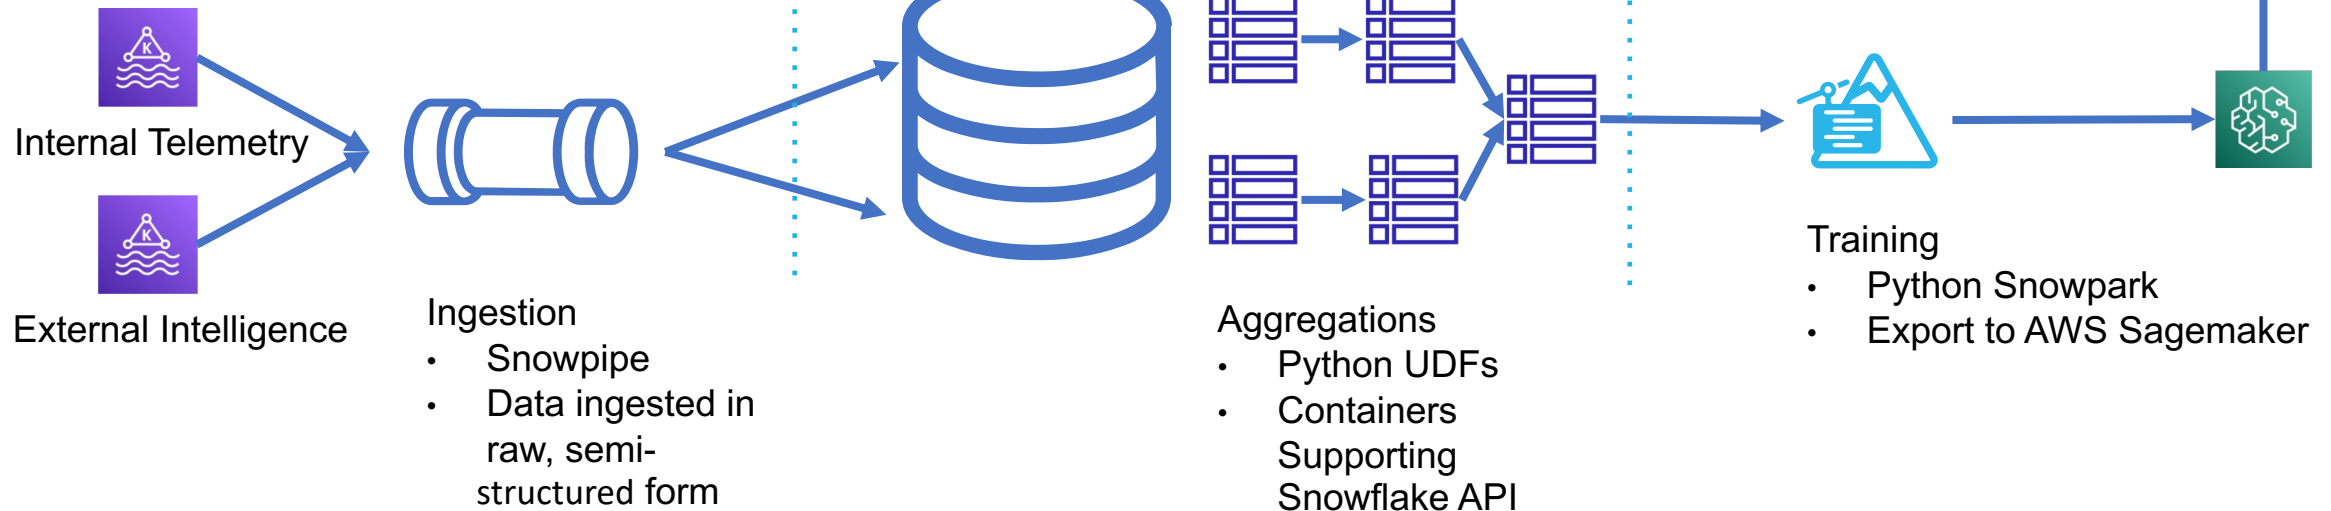 K
Internal Telemetry
K
External Intelligence
Ingestion
• Snowpipe
• Data ingested in
raw, semi-
structured form
Aggregations
• Python UDFs
• Containers
Supporting
Snowflake API
Training
• Python Snowpark
• Export to AWS Sagemaker